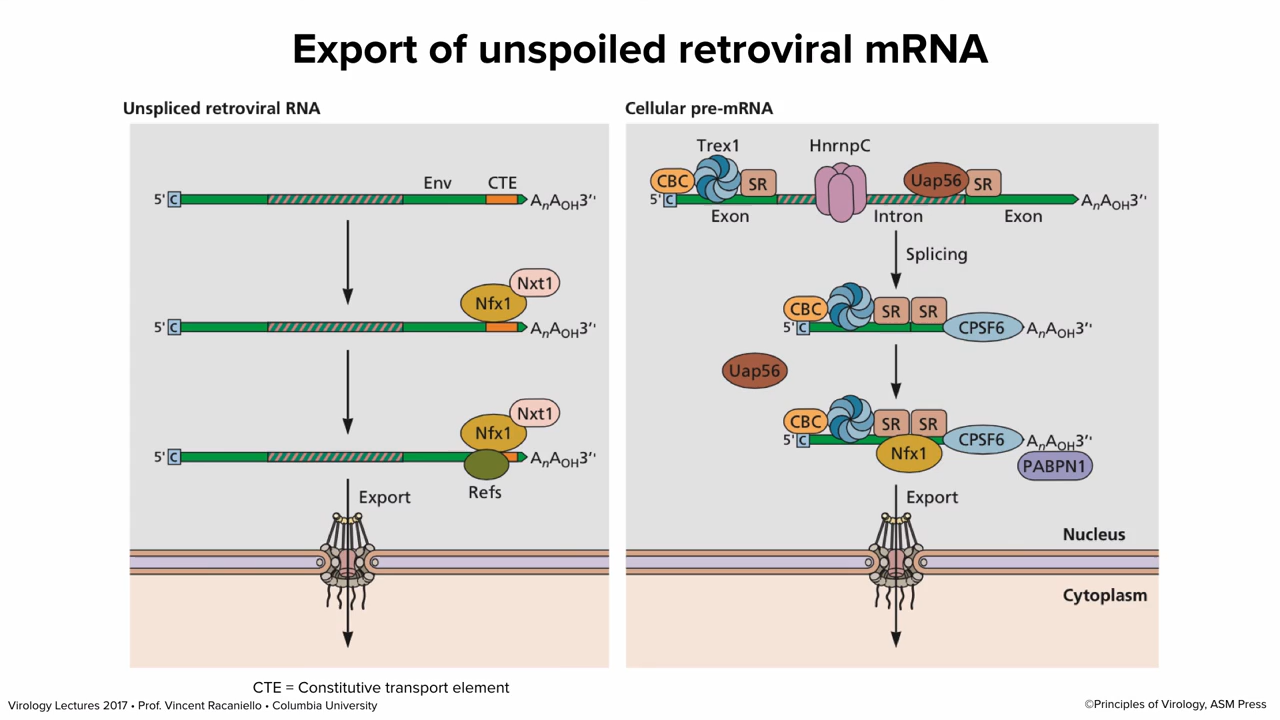 Export of unspoiled retroviral mRNA
Unspliced retroviral RNA
5' C Env CTE AnAOH3'
Nxt1
Nfx1
5' C AnAOH3'
Nxt1
Nfx1
5' C AnAOH3'
Refs
Export
Cellular pre-mRNA
Trex1 HnrnpC
CBC SR Uap56 SR
5' C AnAOH3'
Exon Intron Exon
Splicing
CBC SR SR CPSF6
5' C AnAOH3'
Uap56
CBC SR SR CPSF6
5' C AnAOH3'
Nfx1 PABPN1
Export
Nucleus
Cytoplasm
CTE = Constitutive transport element
Virology Lectures 2017 • Prof. Vincent Racaniello • Columbia University
©Principles of Virology, ASM Press